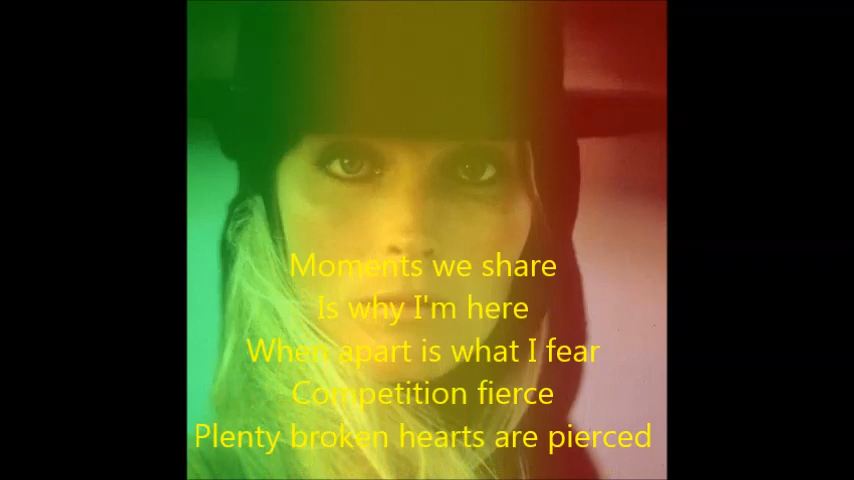 Moments we share
Is why I'm here
When apart is what I fear
Competition fierce
Plenty broken hearts are pierced